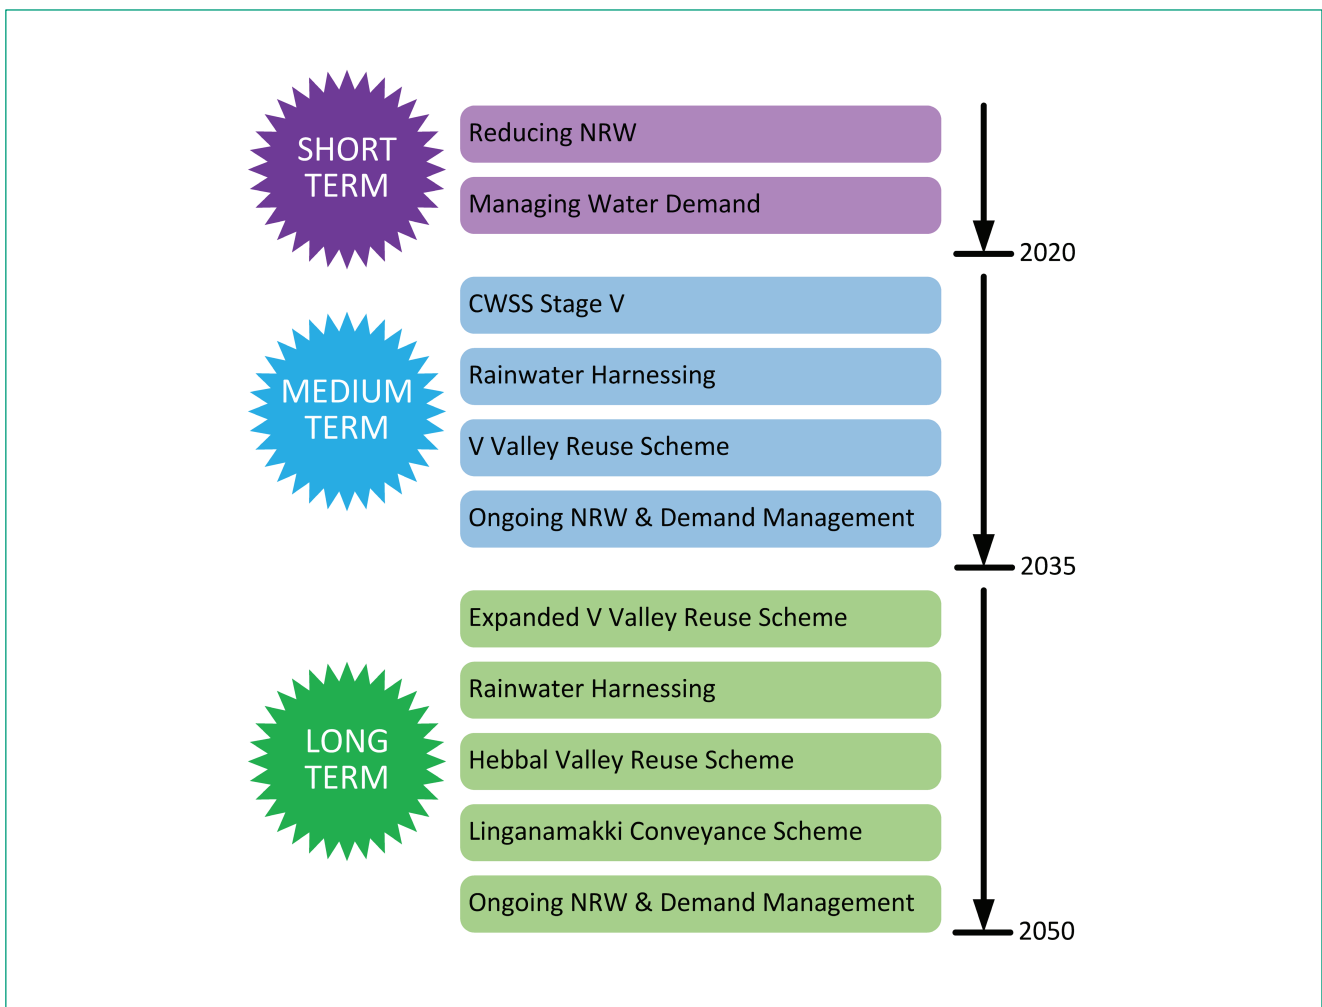 SHORT
TERM
Reducing NRW
Managing Water Demand
2020
MEDIUM
TERM
CWSS Stage V
Rainwater Harnessing
V Valley Reuse Scheme
Ongoing NRW & Demand Management
2035
LONG
TERM
Expanded V Valley Reuse Scheme
Rainwater Harnessing
Hebbal Valley Reuse Scheme
Linganamakki Conveyance Scheme
Ongoing NRW & Demand Management
2050